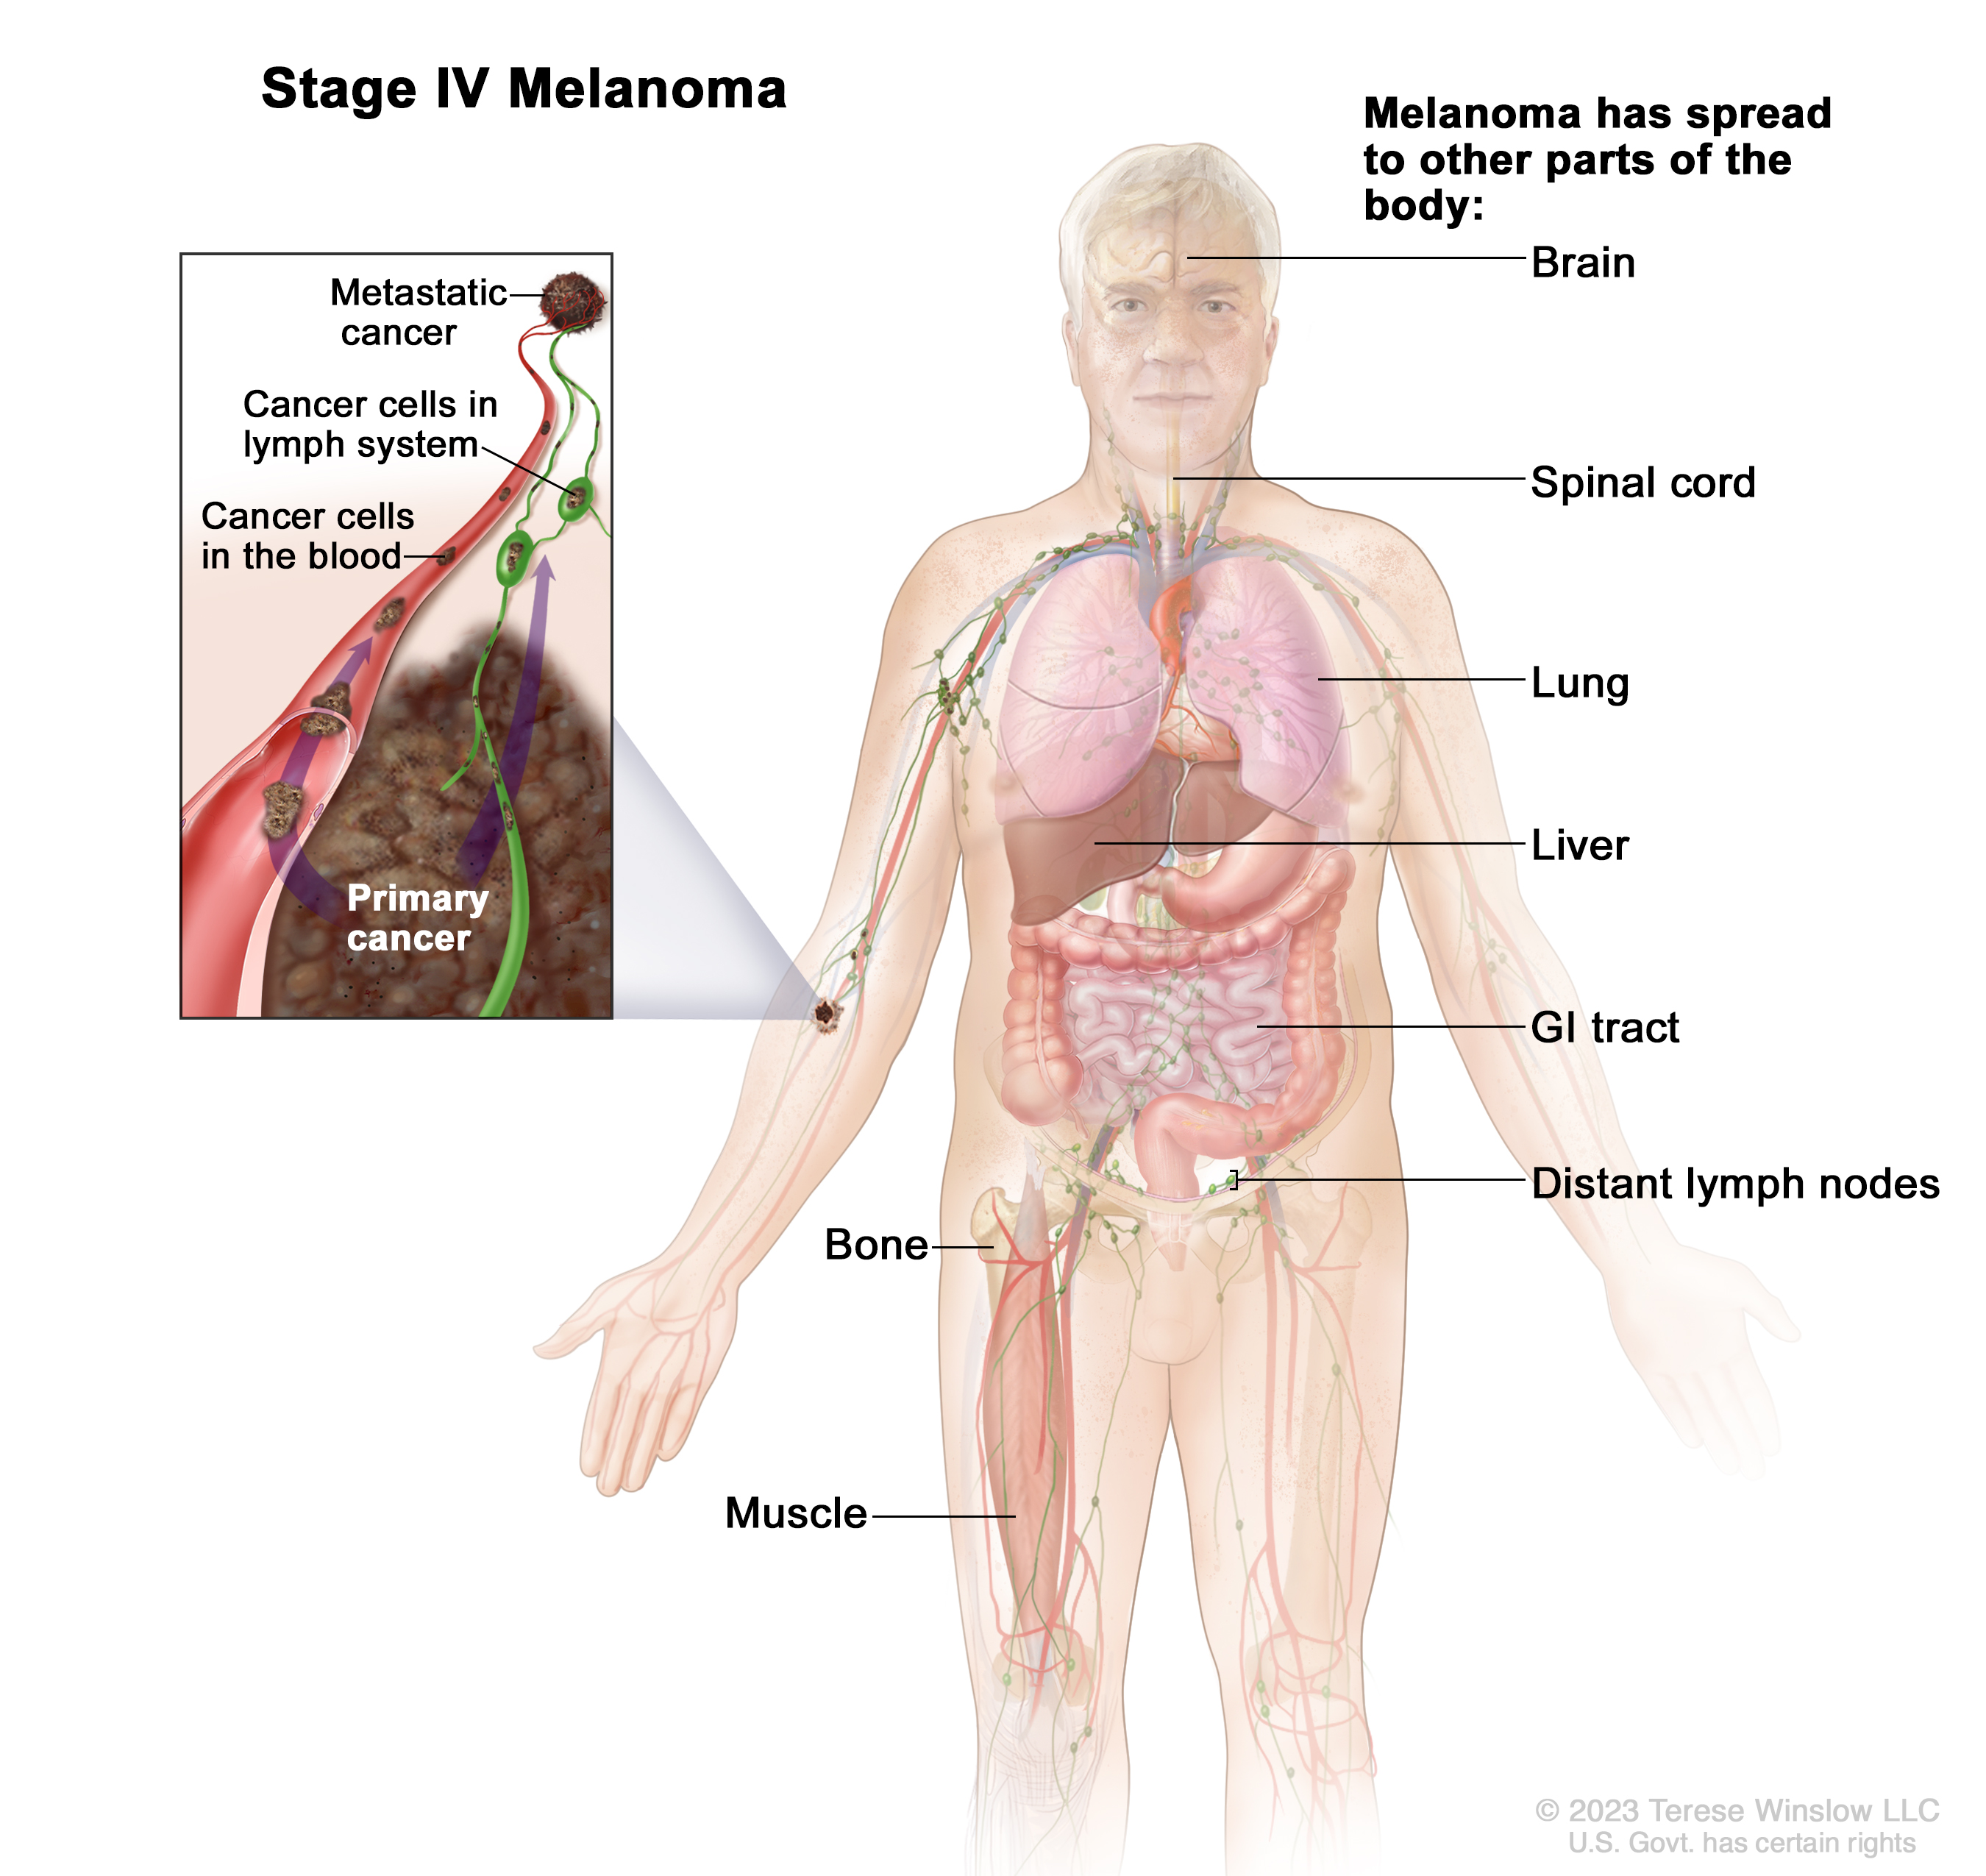 Stage IV Melanoma
Melanoma has spread
to other parts of the
body:
Brain
Spinal cord
Lung
Liver
GI tract
Distant lymph nodes
Bone
Muscle
Metastatic
cancer
Cancer cells in
lymph system
Cancer cells
in the blood
Primary
cancer
© 2023 Terese Winslow LLC
U.S. Govt. has certain rights